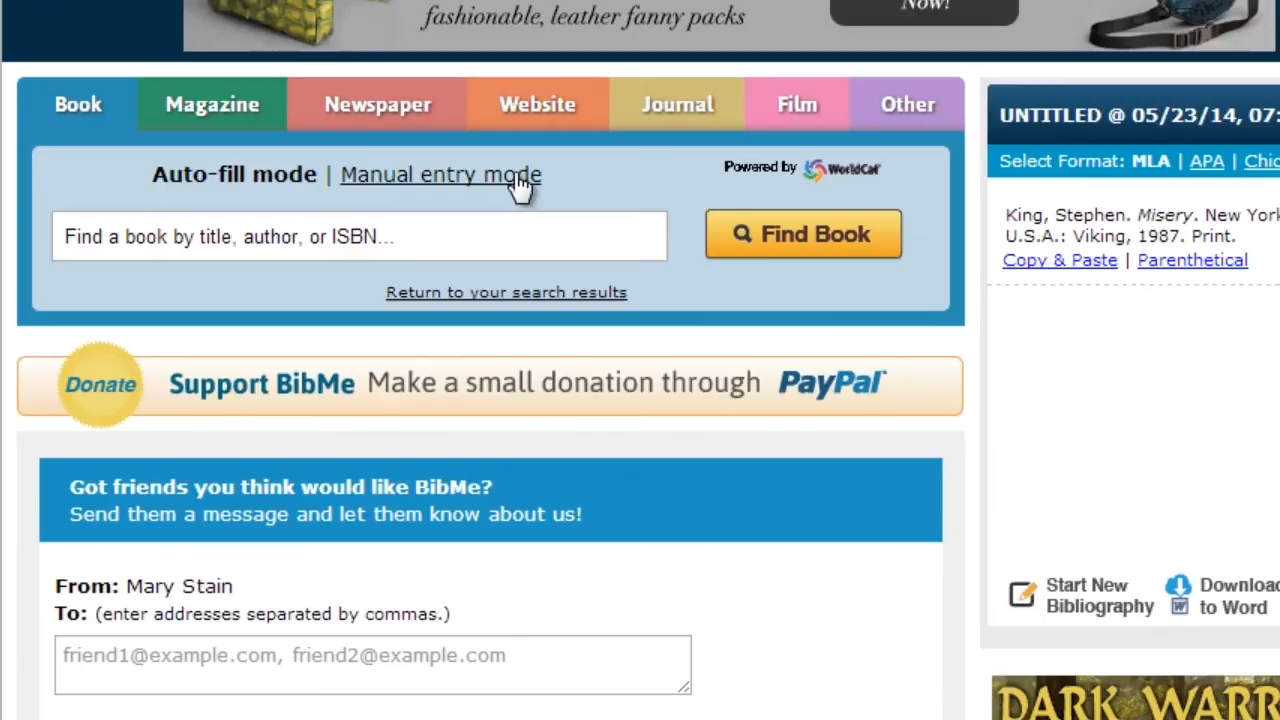 fashionable, leather fanny packs
Now!
Book Magazine Newspaper Website Journal Film Other
Auto-fill mode | Manual entry mode
Powered by WorldCat
Find a book by title, author, or ISBN...
Find Book
Return to your search results
Donate Support BibMe Make a small donation through PayPal™
Got friends you think would like BibMe?
Send them a message and let them know about us!
From: Mary Stain
To: (enter addresses separated by commas.)
friend1@example.com, friend2@example.com
UNTITLED @ 05/23/14, 07:
Select Format: MLA | APA | Chic
King, Stephen. Misery. New York
U.S.A.: Viking, 1987. Print.
Copy & Paste | Parenthetical
Start New
Bibliography
Download
to Word
W
DARK WARR